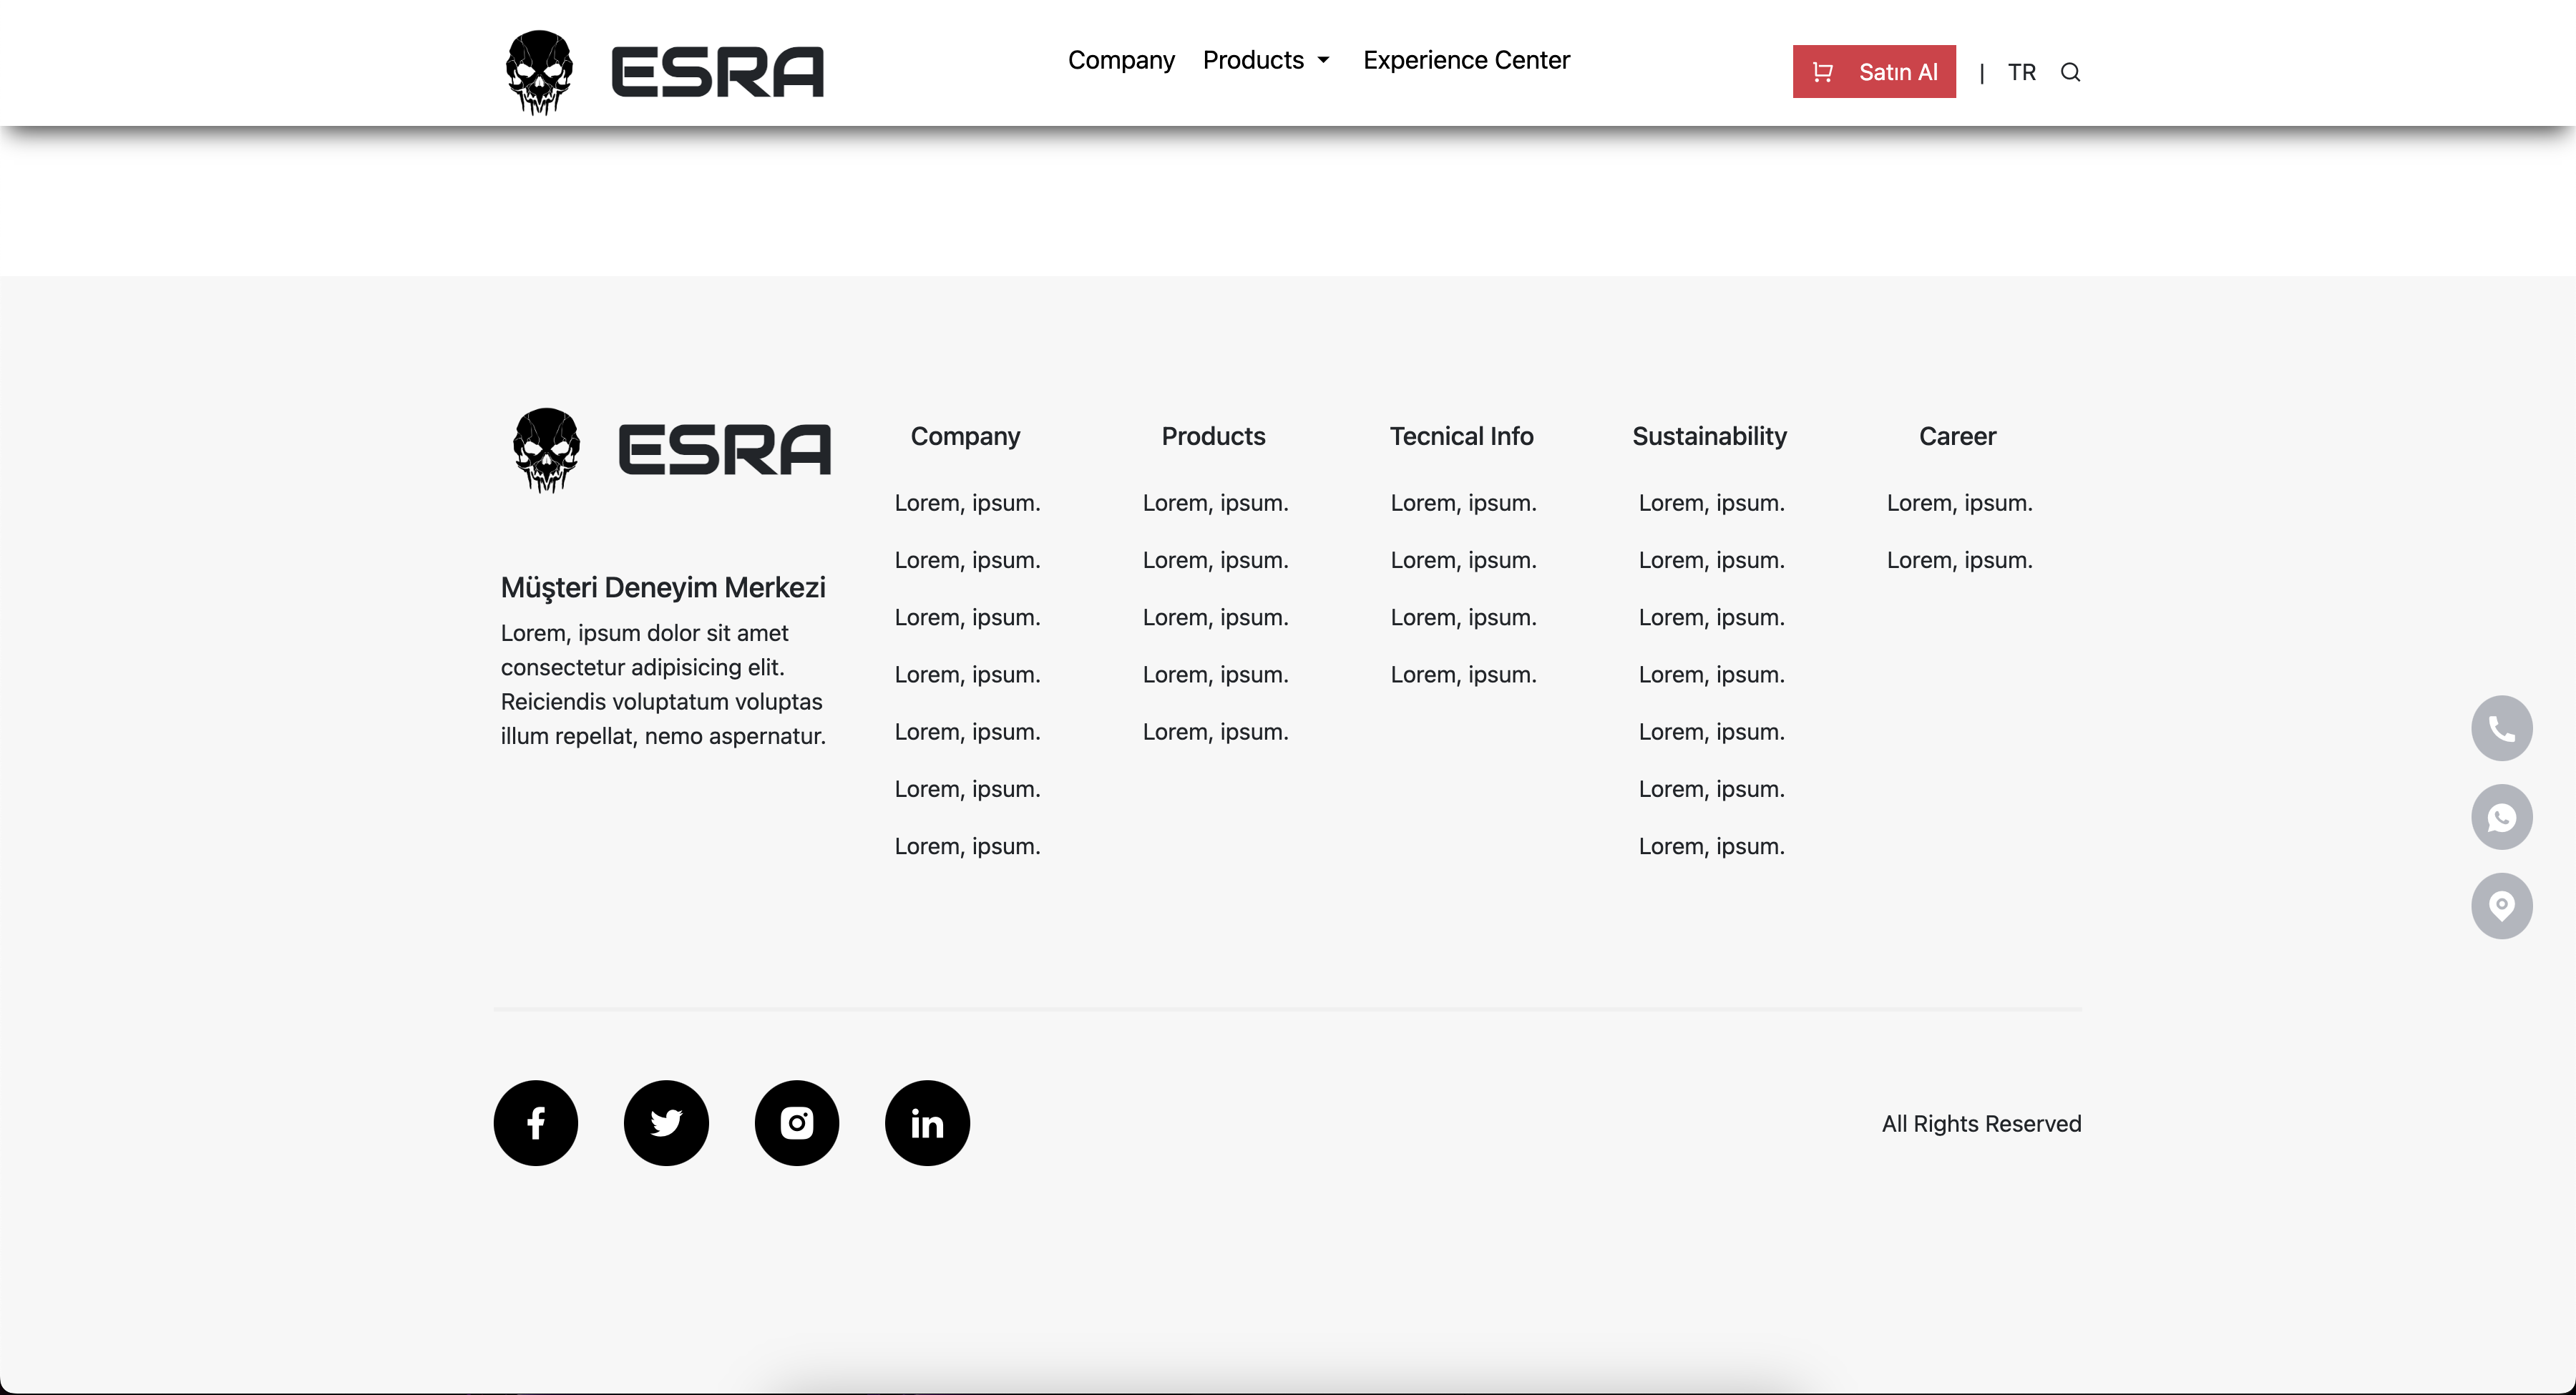 ESRA
Company Products Experience Center
Satın Al | TR
ESRA
Müşteri Deneyim Merkezi
Lorem, ipsum dolor sit amet
consectetur adipisicing elit.
Reiciendis voluptatum voluptas
illum repellat, nemo aspernatur.
Company
Lorem, ipsum.
Lorem, ipsum.
Lorem, ipsum.
Lorem, ipsum.
Lorem, ipsum.
Lorem, ipsum.
Lorem, ipsum.
Products
Lorem, ipsum.
Lorem, ipsum.
Lorem, ipsum.
Lorem, ipsum.
Lorem, ipsum.
Tecnical Info
Lorem, ipsum.
Lorem, ipsum.
Lorem, ipsum.
Lorem, ipsum.
Sustainability
Lorem, ipsum.
Lorem, ipsum.
Lorem, ipsum.
Lorem, ipsum.
Lorem, ipsum.
Lorem, ipsum.
Lorem, ipsum.
Career
Lorem, ipsum.
Lorem, ipsum.
All Rights Reserved